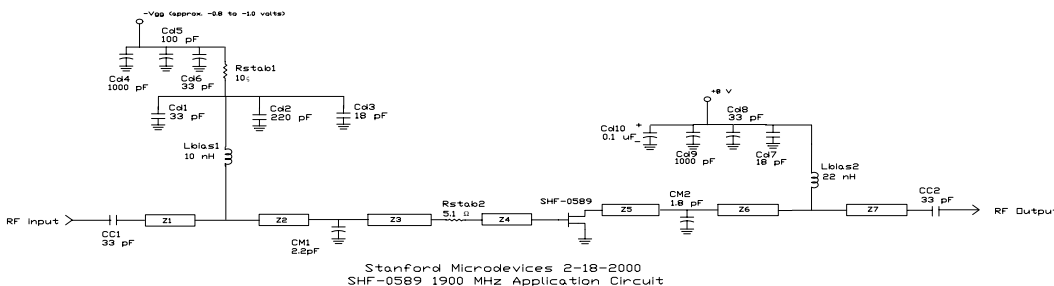 -Vgg (approx. -0.8 to -1.0 volts)
Cd5
100 pF
Cd4
1000 pF
Cd6
33 pF
Rstab1
10
Cd1
33 pF
Cd2
220 pF
Cd3
18 pF
Lbias1
10 nH
+8 V
Cd8
33 pF
Cd10
0.1 uF
+
-
Cd9
1000 pF
Cd7
18 pF
Lbias2
22 nH
RF Input
CC1
33 pF
Z1
Z2
CM1
2.2pF
Z3
Rstab2
5.1 Ω
Z4
SHF-0589
Z5
CM2
1.8 pF
Z6
Z7
CC2
33 pF
RF Output
Stanford Microdevices 2-18-2000
SHF-0589 1900 MHz Application Circuit